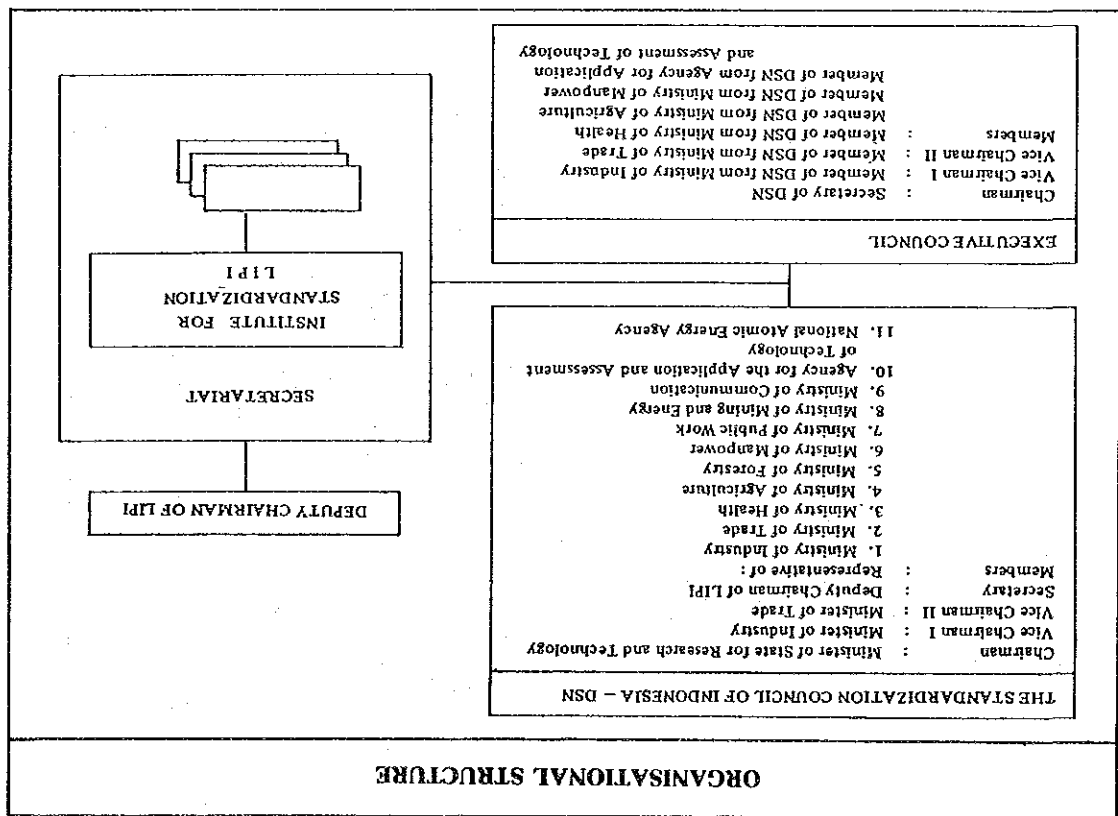 ORGANISATIONAL STRUCTURE
THE STANDARDIZATION COUNCIL OF INDONESIA – DSN
Chairman : Minister of State for Research and Technology
Vice Chairman I : Minister of Industry
Vice Chairman II : Minister of Trade
Secretary : Deputy Chairman of LIPI
Members : Representative of :
1. Ministry of Industry
2. Ministry of Trade
3. Ministry of Health
4. Ministry of Agriculture
5. Ministry of Forestry
6. Ministry of Manpower
7. Ministry of Public Work
8. Ministry of Mining and Energy
9. Ministry of Communication
10. Agency for the Application and Assessment
of Technology
11. National Atomic Energy Agency
EXECUTIVE COUNCIL
Chairman : Secretary of DSN
Vice Chairman I : Member of DSN from Ministry of Industry
Vice Chairman II : Member of DSN from Ministry of Trade
Members : Member of DSN from Ministry of Health
Member of DSN from Ministry of Agriculture
Member of DSN from Ministry of Manpower
Member of DSN from Agency for Application
and Assessment of Technology
DEPUTY CHAIRMAN OF LIPI
SECRETARIAT
INSTITUTE FOR
STANDARDIZATION
LIPI